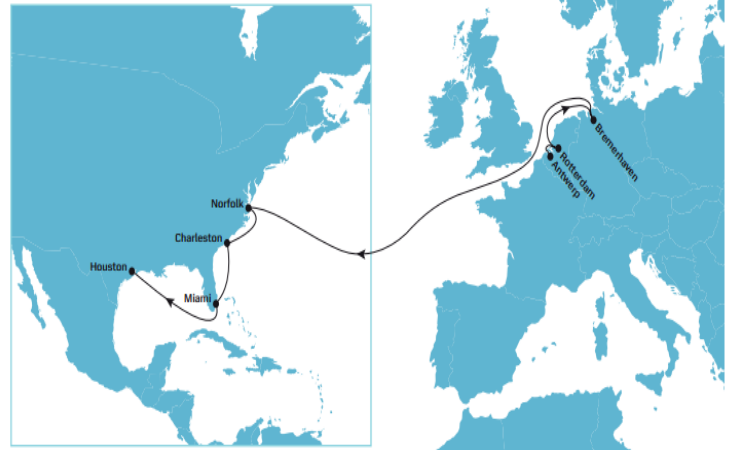 Bremerhaven
Rotterdam
Antwerp
Norfolk
Charleston
Houston
Miami